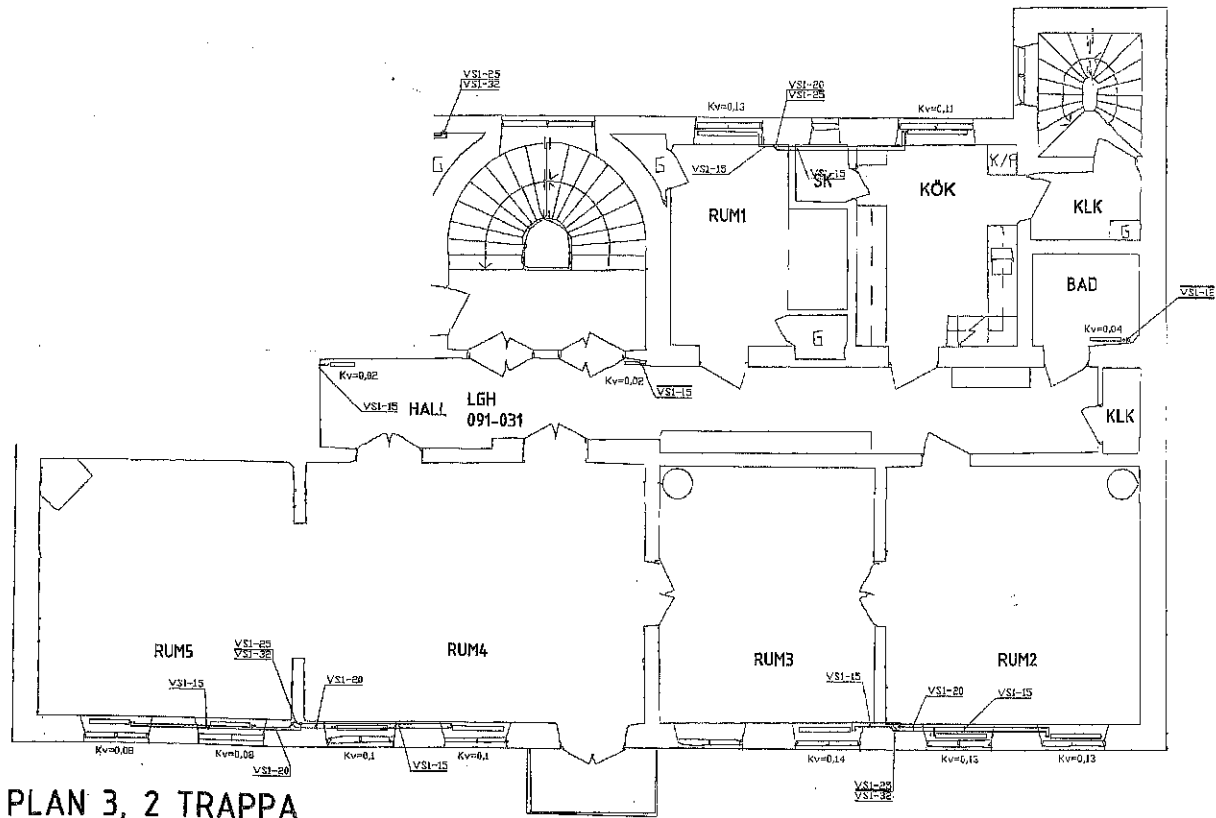 VS1-25
VS1-32
VS1-20
VS1-25
Kv=0,13
Kv=0,11
G
G
VS1-15
VS1-15
SK
K/F
RUM1
KÖK
KLK
G
BAD
VS1-15
Kv=0,04
G
Kv=0,02
Kv=0,02
VS1-15
VS1-15
HALL
LGH
091-031
KLK
RUM5
VS1-25
VS1-32
RUM4
RUM3
RUM2
VS1-15
VS1-20
VS1-15
VS1-20
VS1-15
Kv=0,08
Kv=0,08
Kv=0,1
Kv=0,1
Kv=0,14
Kv=0,13
Kv=0,13
VS1-20
VS1-15
VS1-25
VS1-32
PLAN 3, 2 TRAPPA